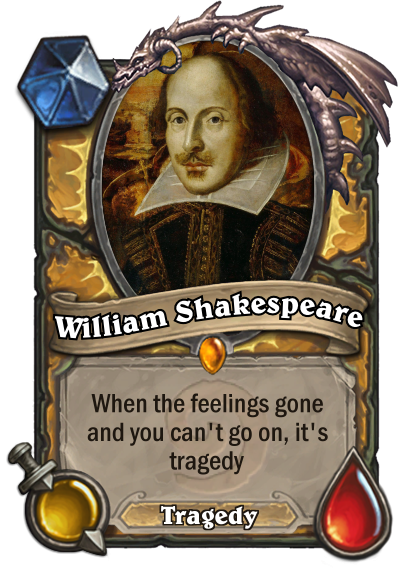 William Shakespeare
When the feelings gone
and you can't go on, it's
tragedy
Tragedy